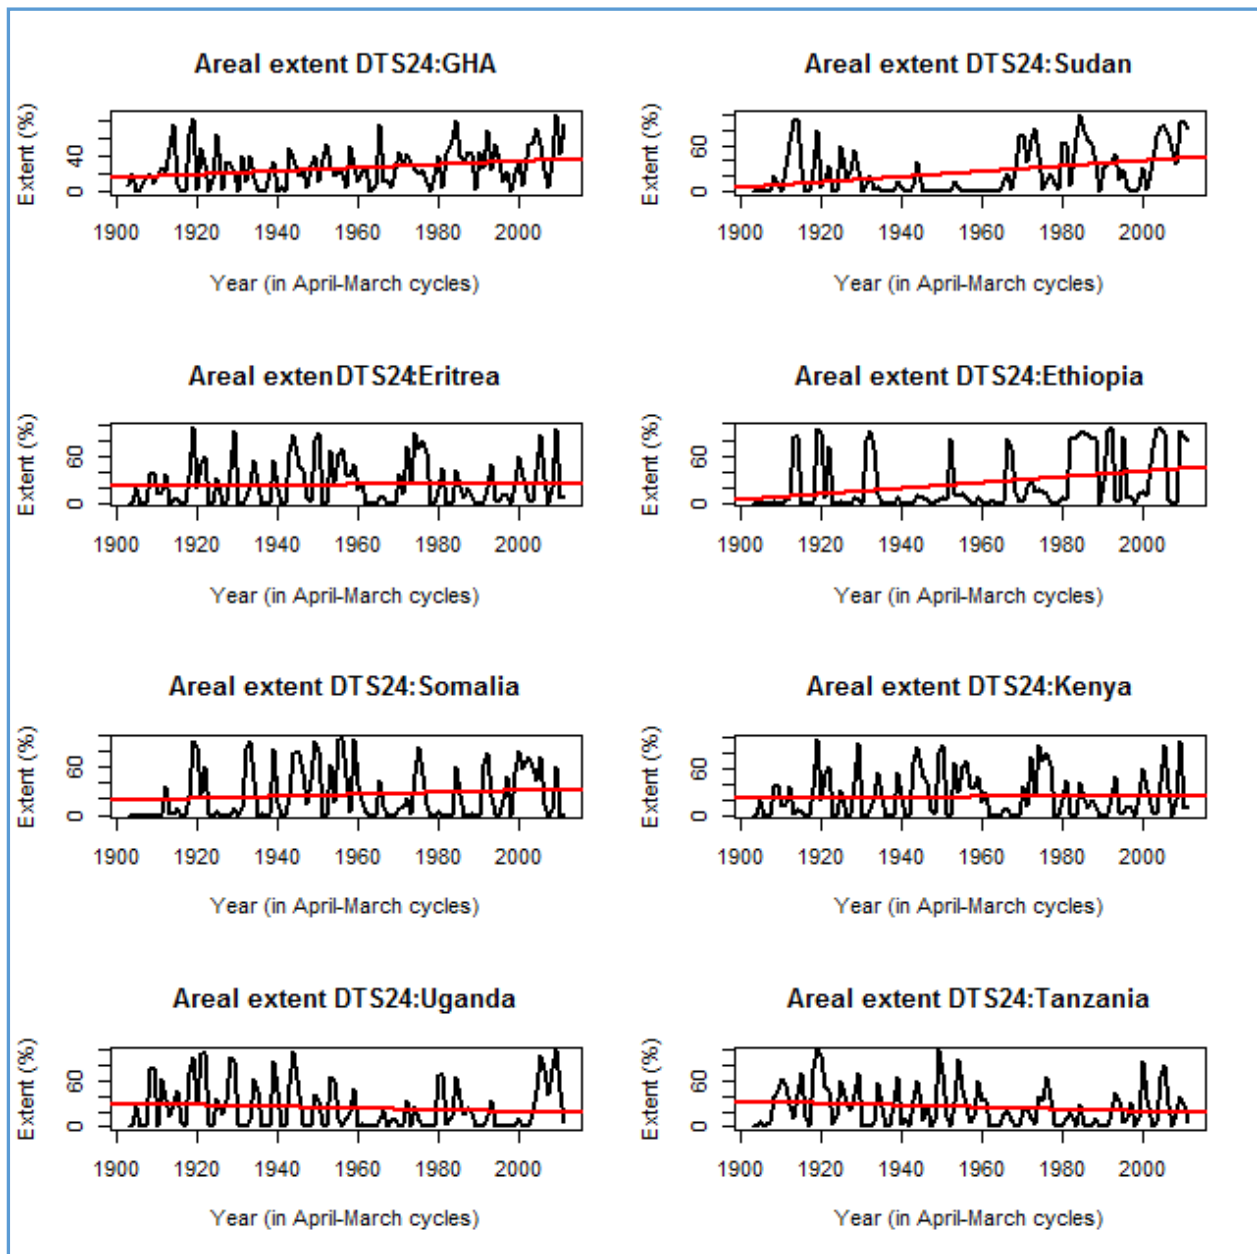 Areal extent DTS24:GHA
Extent (%)
40
0
1900 1920 1940 1960 1980 2000
Year (in April-March cycles)
Areal extent DTS24:Sudan
Extent (%)
60
0
1900 1920 1940 1960 1980 2000
Year (in April-March cycles)
Areal extenDTS24:Eritrea
Extent (%)
60
0
1900 1920 1940 1960 1980 2000
Year (in April-March cycles)
Areal extent DTS24:Ethiopia
Extent (%)
60
0
1900 1920 1940 1960 1980 2000
Year (in April-March cycles)
Areal extent DTS24:Somalia
Extent (%)
60
0
1900 1920 1940 1960 1980 2000
Year (in April-March cycles)
Areal extent DTS24:Kenya
Extent (%)
60
0
1900 1920 1940 1960 1980 2000
Year (in April-March cycles)
Areal extent DTS24:Uganda
Extent (%)
60
0
1900 1920 1940 1960 1980 2000
Year (in April-March cycles)
Areal extent DTS24:Tanzania
Extent (%)
60
0
1900 1920 1940 1960 1980 2000
Year (in April-March cycles)